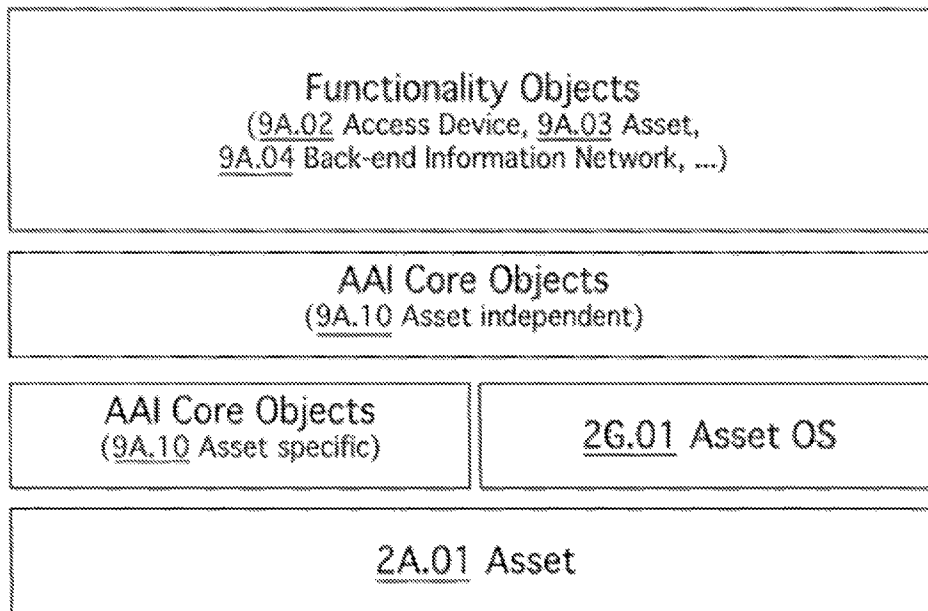 Functionality Objects
(9A.02 Access Device, 9A.03 Asset,
9A.04 Back-end Information Network, ...)
AAI Core Objects
(9A.10 Asset independent)
AAI Core Objects
(9A.10 Asset specific)
2G.01 Asset OS
2A.01 Asset